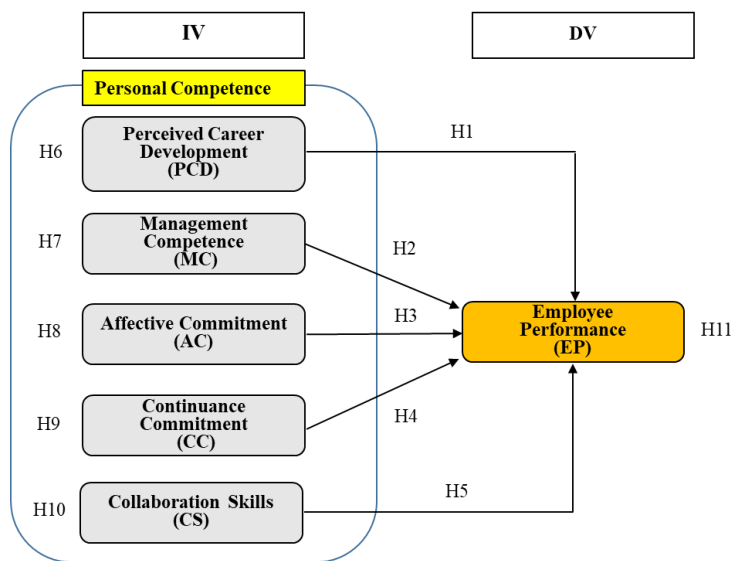 IV
DV
Personal Competence
H6
Perceived Career
Development
(PCD)
H1
H7
Management
Competence
(MC)
H2
H8
Affective Commitment
(AC)
H3
Employee
Performance
(EP)
H11
H9
Continuance
Commitment
(CC)
H4
H10
Collaboration Skills
(CS)
H5